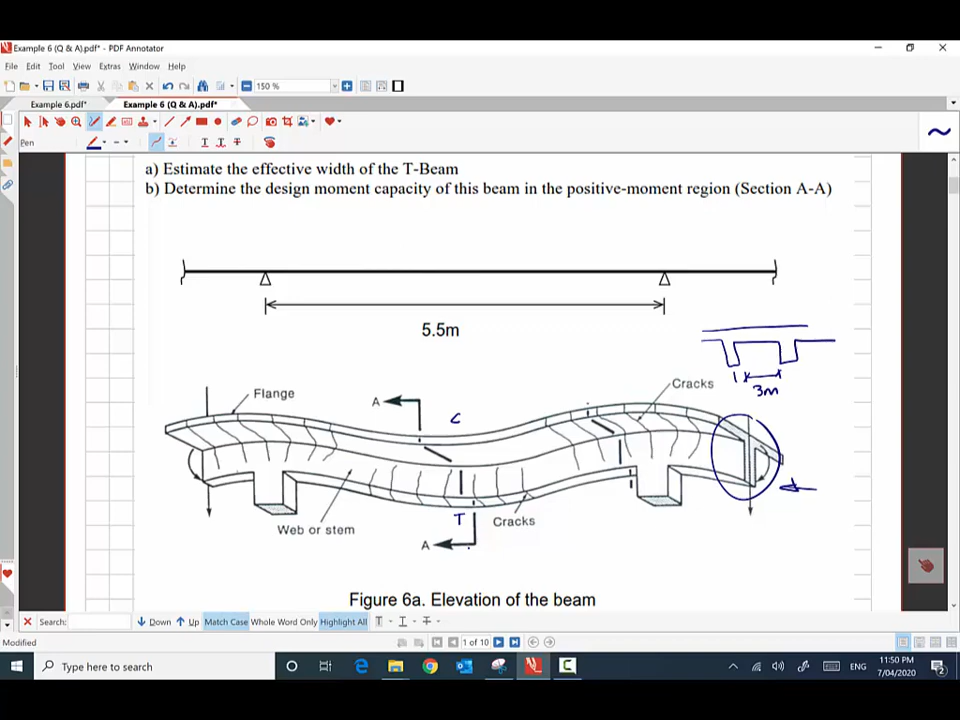 Example 6 (Q & A).pdf* - PDF Annotator
File Edit Tool View Extras Window Help
150 %
Example 6.pdf* Example 6 (Q & A).pdf*
Pen
a) Estimate the effective width of the T-Beam
b) Determine the design moment capacity of this beam in the positive-moment region (Section A-A)
5.5m
3m
Flange
A
C
Cracks
T
Cracks
Web or stem
A
Figure 6a. Elevation of the beam
Search: Down Up Match Case Whole Word Only Highlight All
Modified
1 of 10
Type here to search
ENG
11:50 PM
7/04/2020
2